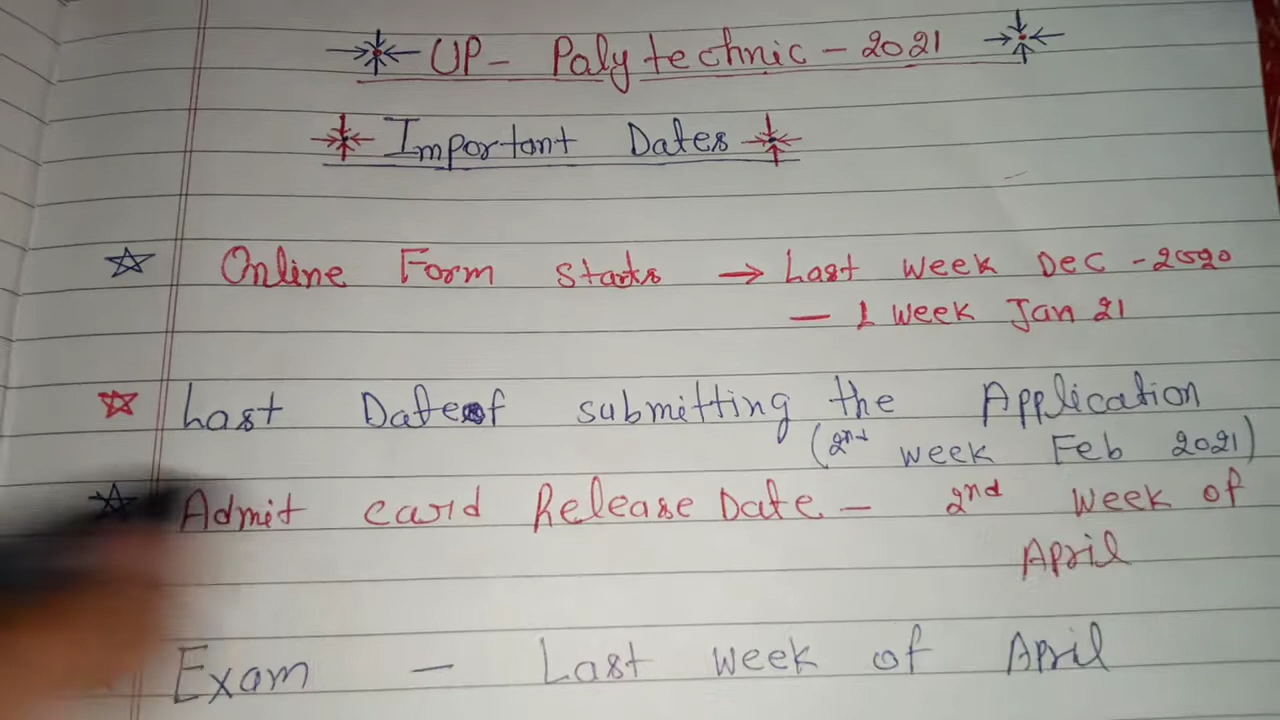 UP - Polytechnic - 2021
Important Dates
Online Form Starts → Last week Dec - 2020
— 1 week Jan 21
Last Date of submitting the Application
(2nd week Feb 2021)
Admit card Release Date — 2nd week of
April
Exam — Last week of April